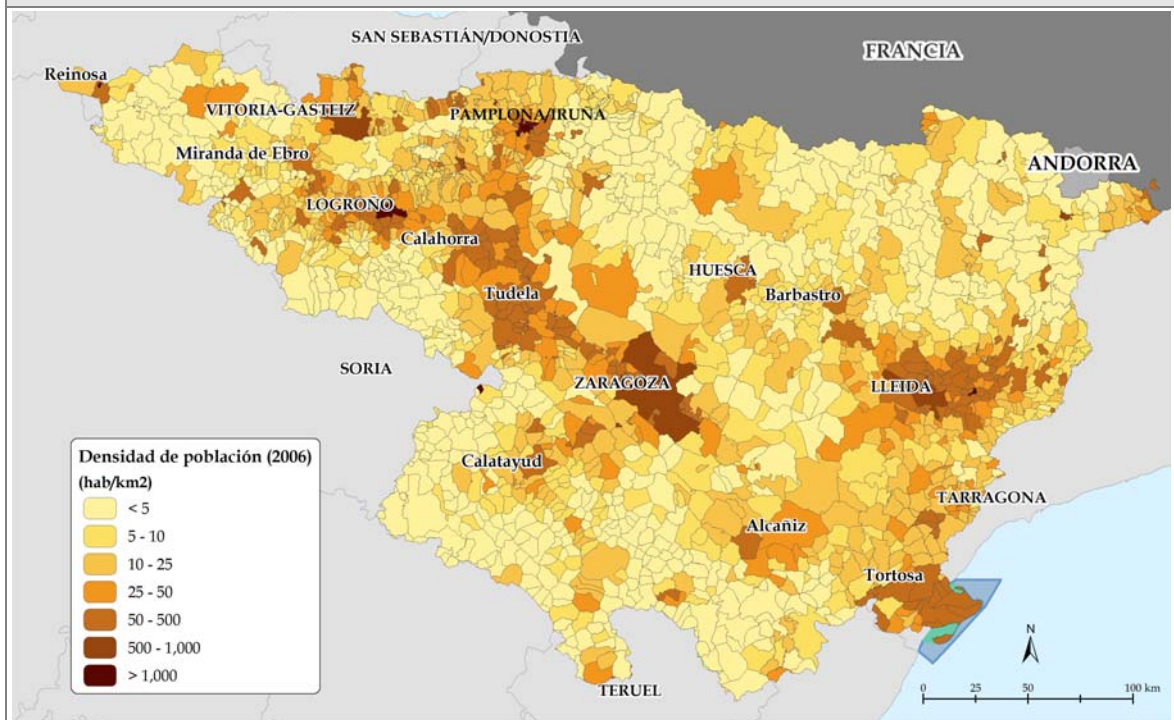 SAN SEBASTIÁN/DONOSTIA
FRANCIA
Reinosa
VITORIA-GASTEIZ
PAMPLONA/IRUÑA
Miranda de Ebro
ANDORRA
LOGROÑO
Calahorra
HUESCA
Barbastro
Tudela
SORIA
ZARAGOZA
LLEIDA
Calatayud
TARRAGONA
Alcañiz
Tortosa
TERUEL
Densidad de población (2006)
(hab/km2)
< 5
5 - 10
10 - 25
25 - 50
50 - 500
500 - 1,000
> 1,000
N
0 25 50 100 km